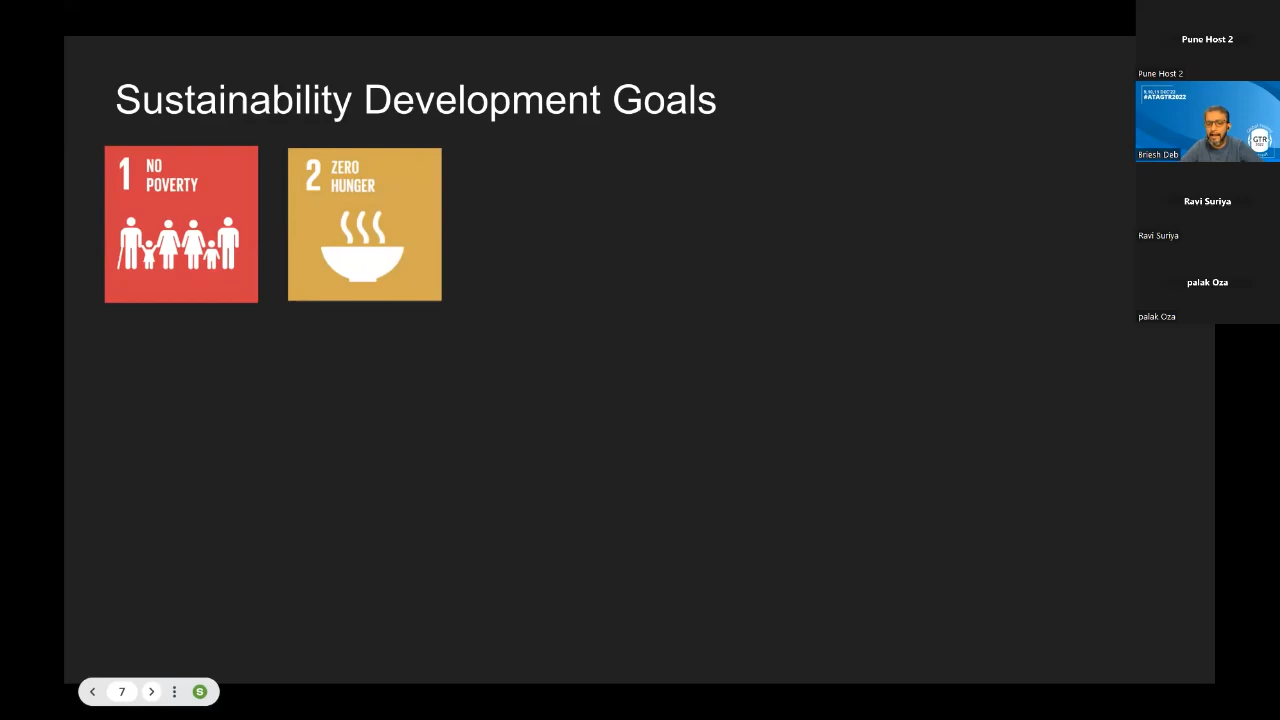 Sustainability Development Goals
1 NO
POVERTY
2 ZERO
HUNGER
7
S
Pune Host 2
Pune Host 2
#ATAGTR2022
GTR
Briesh Deb
Ravi Suriya
Ravi Suriya
palak Oza
palak Oza